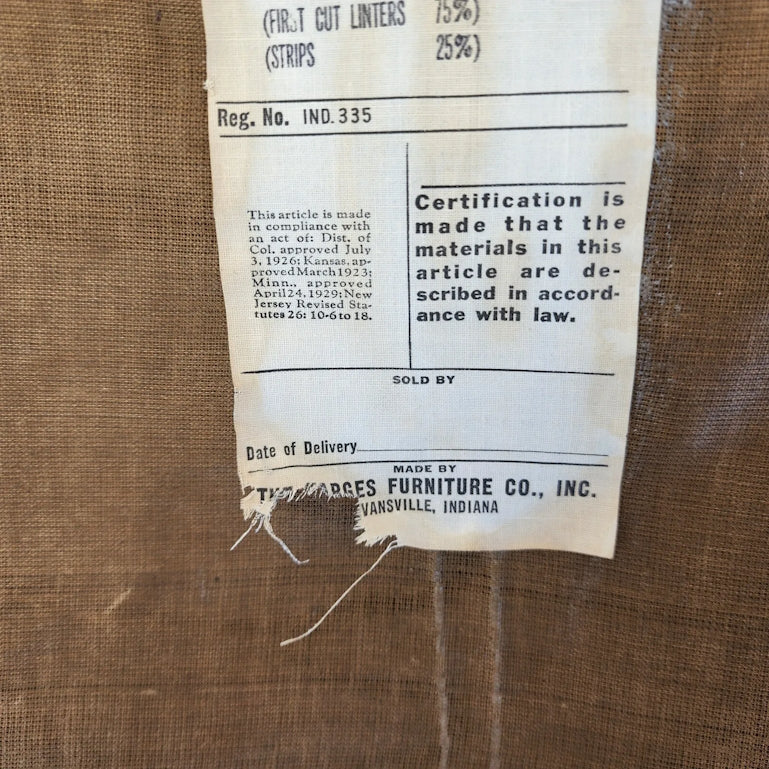 (FIRST CUT LINTERS 75%)
(STRIPS 25%)
Reg. No. IND. 335
This article is made
in compliance with
an act of: Dist. of
Col. approved July
3, 1926; Kansas, ap-
proved March 1923;
Minn., approved
April 24, 1929; New
Jersey Revised Sta-
tutes 26: 10-6 to 18.
Certification is
made that the
materials in this
article are de-
scribed in accord-
ance with law.
SOLD BY
Date of Delivery
MADE BY
THE KARGES FURNITURE CO., INC.
VANSVILLE, INDIANA